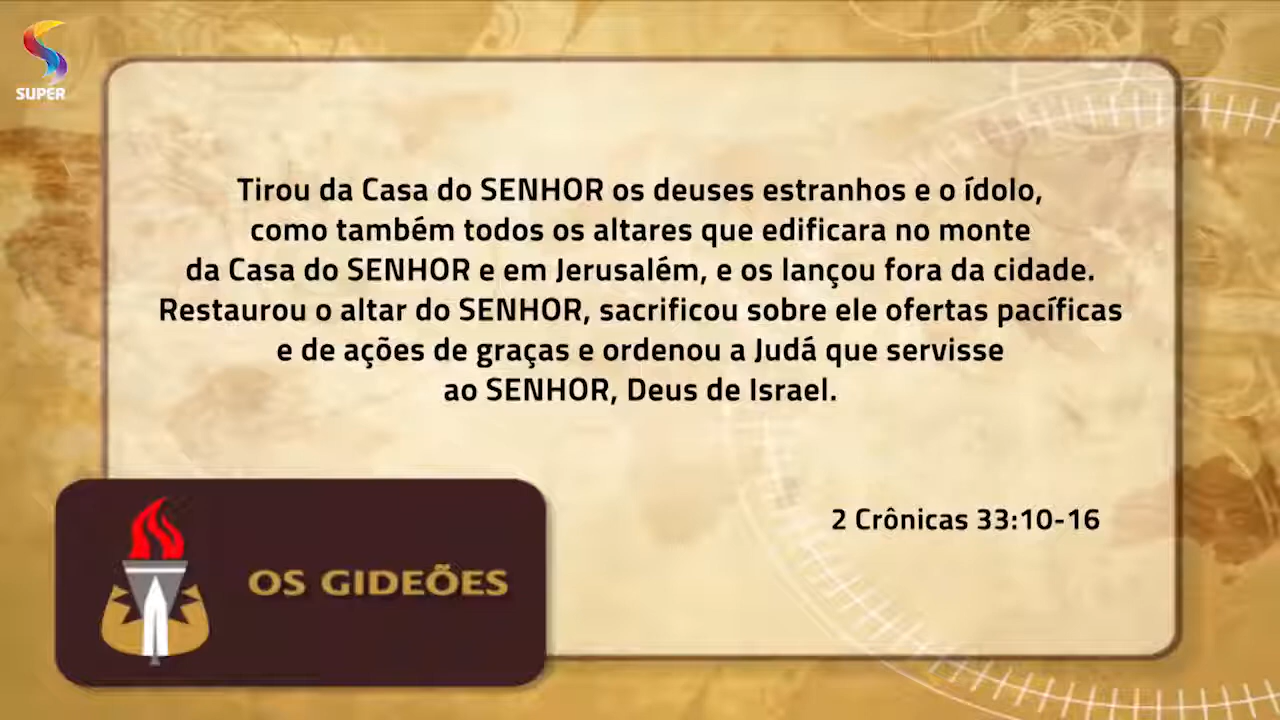 SUPER
Tirou da Casa do SENHOR os deuses estranhos e o ídolo,
como também todos os altares que edificara no monte
da Casa do SENHOR e em Jerusalém, e os lançou fora da cidade.
Restaurou o altar do SENHOR, sacrificou sobre ele ofertas pacíficas
e de ações de graças e ordenou a Judá que servisse
ao SENHOR, Deus de Israel.
2 Crônicas 33:10-16
OS GIDEÕES